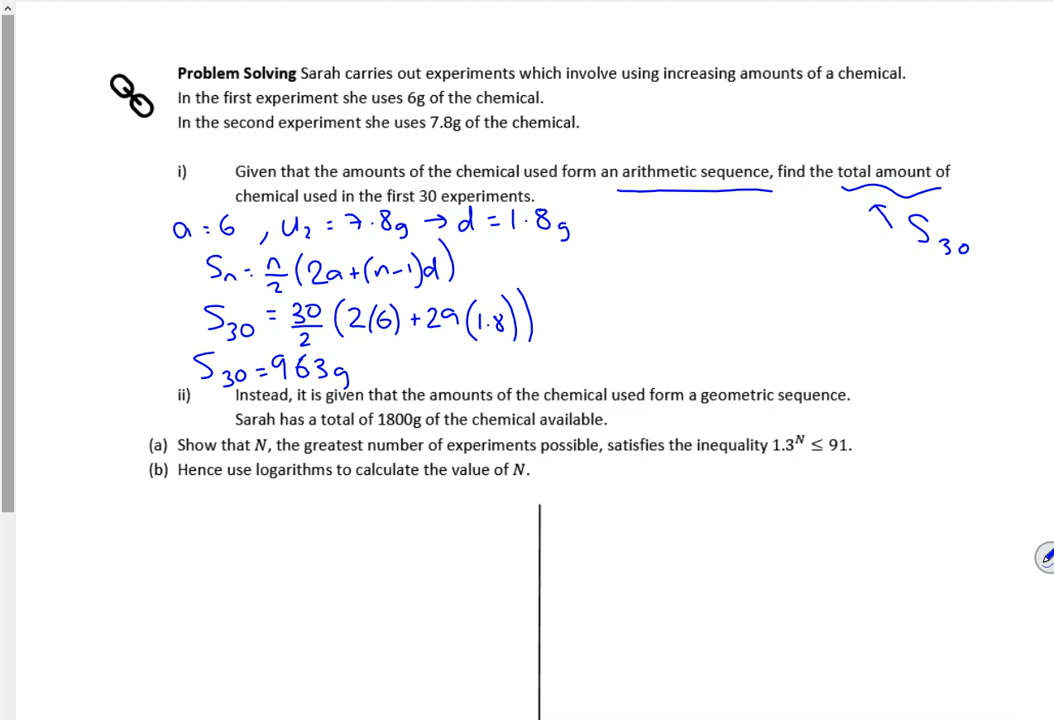 Problem Solving Sarah carries out experiments which involve using increasing amounts of a chemical.
In the first experiment she uses 6g of the chemical.
In the second experiment she uses 7.8g of the chemical.
i) Given that the amounts of the chemical used form an arithmetic sequence, find the total amount of
chemical used in the first 30 experiments.
a = 6 , U₂ = 7.8g → d = 1.8g
↑ S₃₀
Sₙ = n/2 (2a+(n-1)d)
S₃₀ = 30/2 (2(6) + 29(1.8))
S₃₀ = 963g
ii) Instead, it is given that the amounts of the chemical used form a geometric sequence.
Sarah has a total of 1800g of the chemical available.
(a) Show that N, the greatest number of experiments possible, satisfies the inequality 1.3ᴺ ≤ 91.
(b) Hence use logarithms to calculate the value of N.